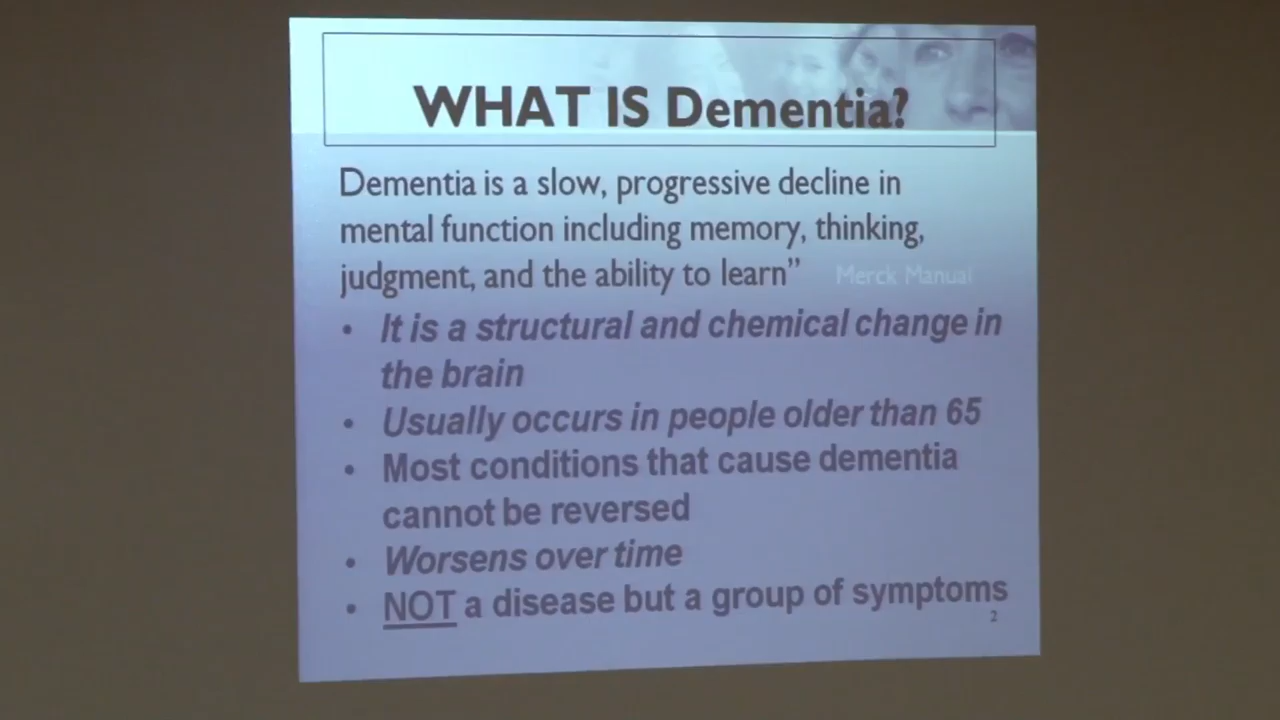 WHAT IS Dementia?
Dementia is a slow, progressive decline in
mental function including memory, thinking,
judgment, and the ability to learn” Merck Manual
• It is a structural and chemical change in
the brain
• Usually occurs in people older than 65
• Most conditions that cause dementia
cannot be reversed
• Worsens over time
• NOT a disease but a group of symptoms
2